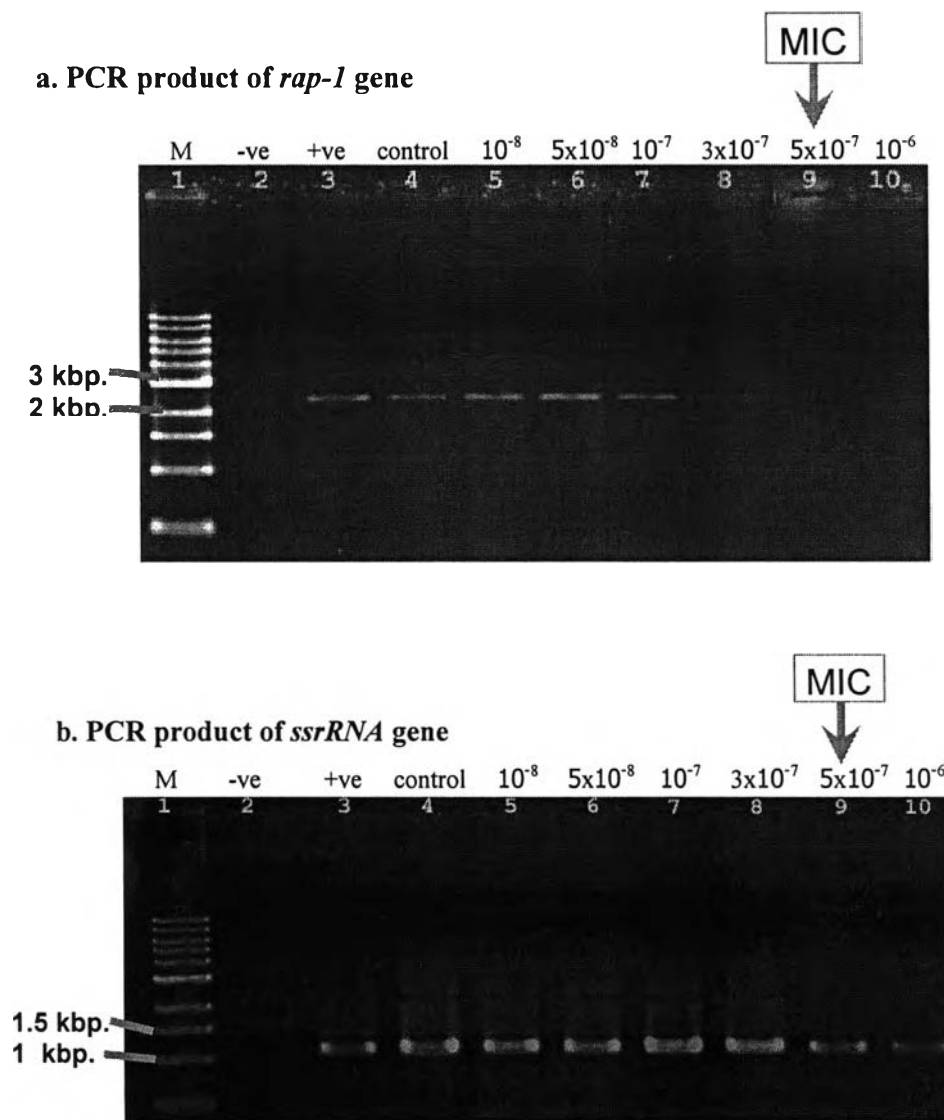 MIC
a. PCR product of rap-1 gene
M -ve +ve control 10⁻⁸ 5x10⁻⁸ 10⁻⁷ 3x10⁻⁷ 5x10⁻⁷ 10⁻⁶
1 2 3 4 5 6 7 8 9 10
3 kbp.
2 kbp.
MIC
b. PCR product of ssrRNA gene
M -ve +ve control 10⁻⁸ 5x10⁻⁸ 10⁻⁷ 3x10⁻⁷ 5x10⁻⁷ 10⁻⁶
1 2 3 4 5 6 7 8 9 10
1.5 kbp.
1 kbp.